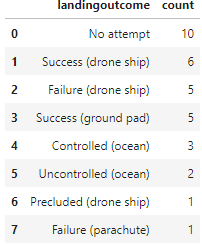 landingoutcome count
0 No attempt 10
1 Success (drone ship) 6
2 Failure (drone ship) 5
3 Success (ground pad) 5
4 Controlled (ocean) 3
5 Uncontrolled (ocean) 2
6 Precluded (drone ship) 1
7 Failure (parachute) 1